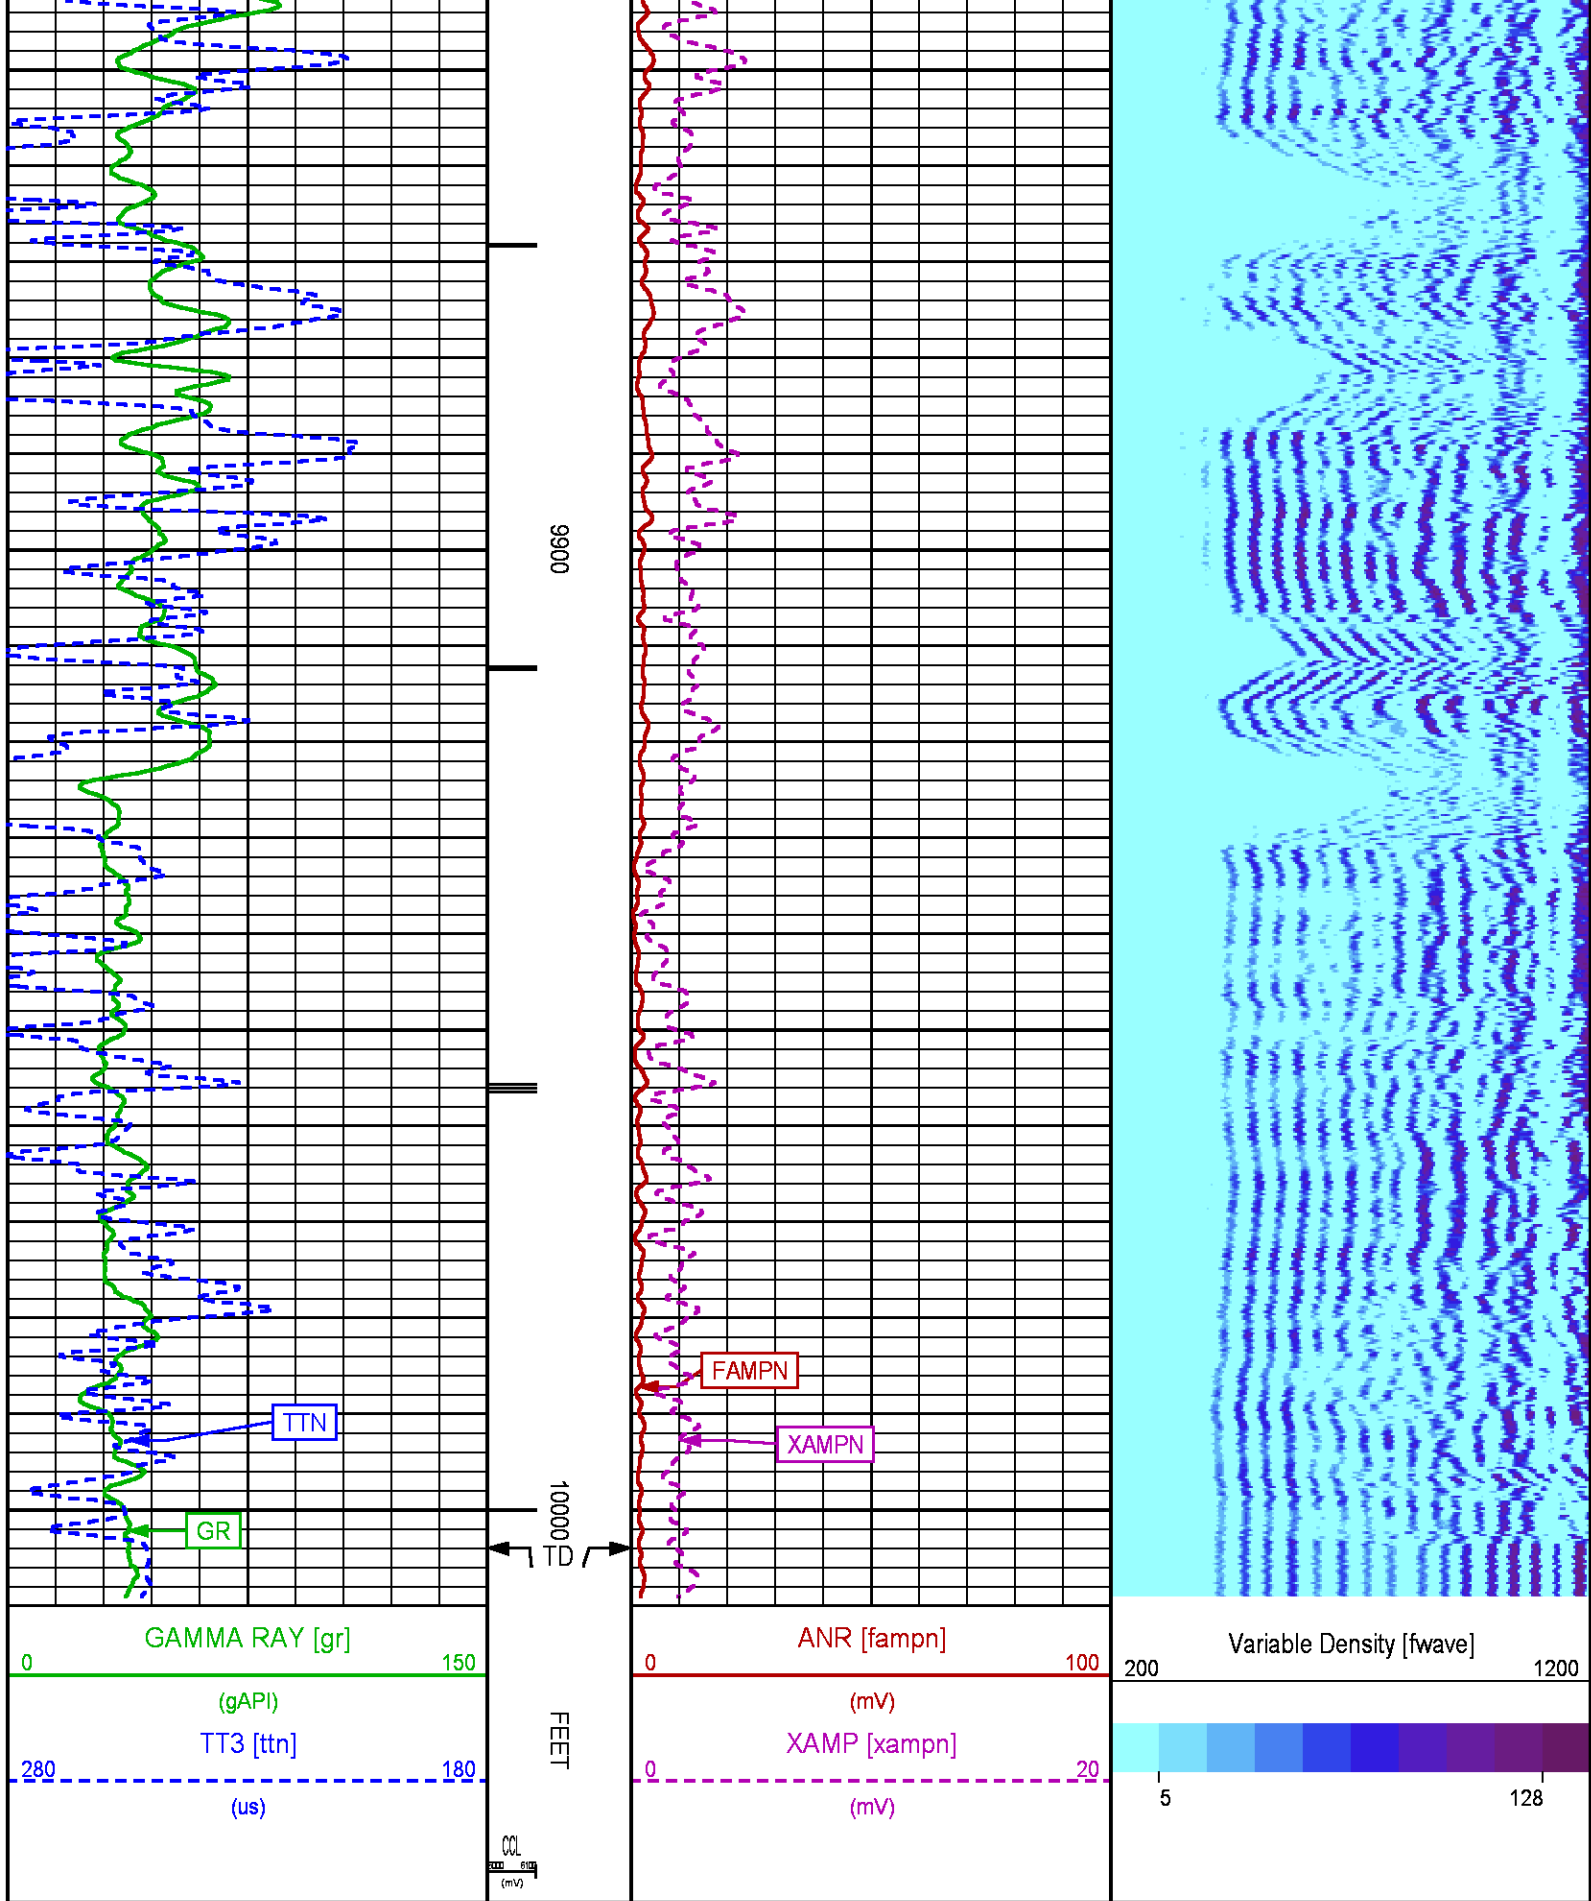 9900
FAMPN
TTN
XAMPN
10000
GR
TD
GAMMA RAY [gr]
0 150
(gAPI)
TT3 [ttn]
280 180
(us)
FEET
CCL
(mV)
ANR [fampn]
0 100
(mV)
XAMP [xampn]
0 20
(mV)
Variable Density [fwave]
200 1200
5 128